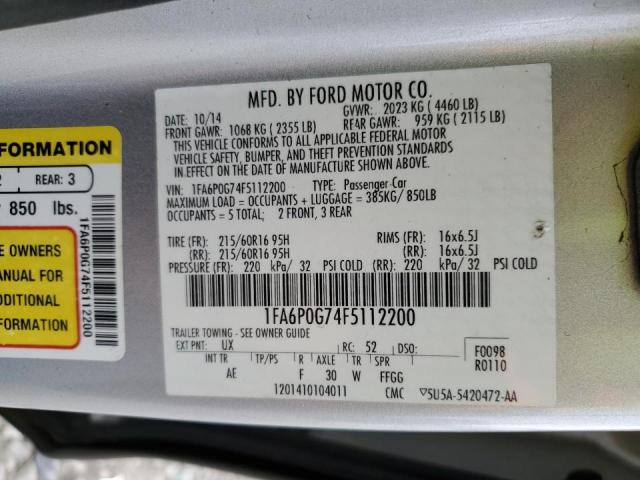 MFD. BY FORD MOTOR CO.
DATE: 10/14 GVWR: 2023 KG ( 4460 LB)
FRONT GAWR: 1068 KG ( 2355 LB) REAR GAWR: 959 KG ( 2115 LB)
THIS VEHICLE CONFORMS TO ALL APPLICABLE FEDERAL MOTOR
VEHICLE SAFETY, BUMPER, AND THEFT PREVENTION STANDARDS
IN EFFECT ON THE DATE OF MANUFACTURE SHOWN ABOVE.
VIN: 1FA6P0G74F5112200 TYPE: Passenger Car
MAXIMUM LOAD = OCCUPANTS + LUGGAGE = 385KG/ 850LB
OCCUPANTS = 5 TOTAL; 2 FRONT, 3 REAR
TIRE (FR): 215/60R16 95H RIMS (FR): 16x6.5J
(RR): 215/60R16 95H (RR): 16x6.5J
PRESSURE (FR): 220 kPa/ 32 PSI COLD (RR): 220 kPa/ 32 PSI COLD
1FA6P0G74F5112200
TRAILER TOWING - SEE OWNER GUIDE
EXT PNT: UX RC: 52 DSO: F0098
INT TR TP/PS R AXLE TR SPR R0110
AE F 30 W FFGG
1201410104011 CMC 5U5A-5420472-AA
FORMATION
2 REAR: 3
850 lbs.
E OWNERS
ANUAL FOR
DDITIONAL
FORMATION
1FA6P0G74F5112200